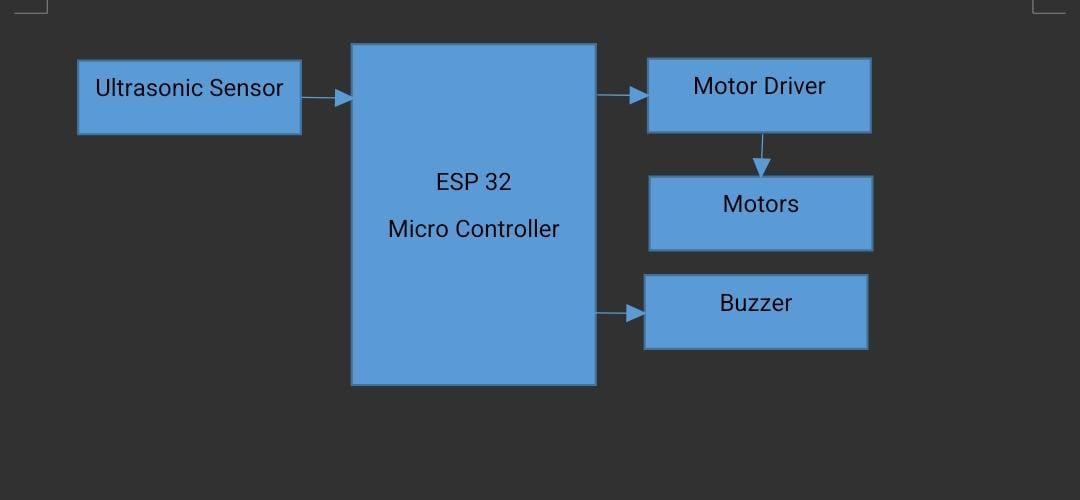 Ultrasonic Sensor
ESP 32
Micro Controller
Motor Driver
Motors
Buzzer